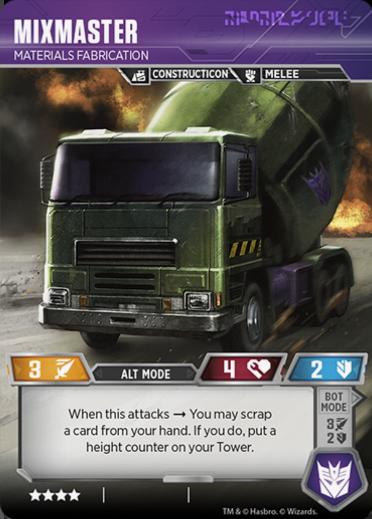 MIXMASTER
MATERIALS FABRICATION
CONSTRUCTICON MELEE
3 ALT MODE 4 2
When this attacks → You may scrap
a card from your hand. If you do, put a
height counter on your Tower.
BOT
MODE
3
2
★★★★
TM & © Hasbro. © Wizards.